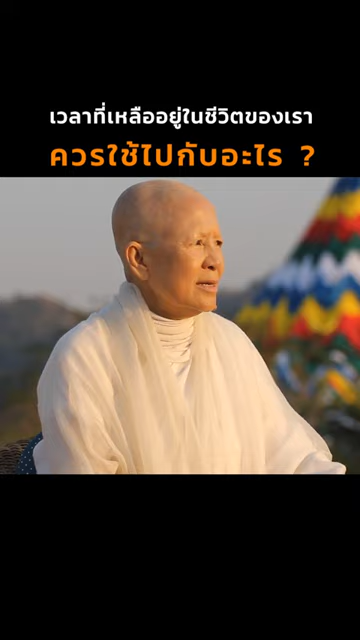 เวลาที่เหลืออยู่ในชีวิตของเรา
ควรใช้ไปกับอะไร ?